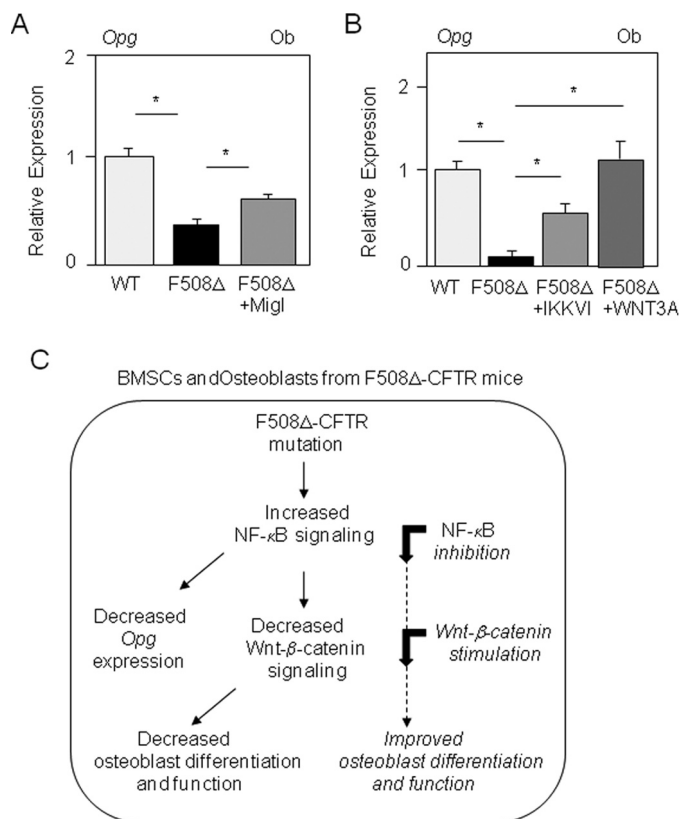 A
Opg
Ob
2
1
0
Relative Expression
*
*
WT
F508Δ
F508Δ
+MigI
B
Opg
Ob
2
1
0
Relative Expression
*
*
*
WT
F508Δ
F508Δ
+IKKVI
F508Δ
+WNT3A
C
BMSCs andOsteoblasts from F508Δ-CFTR mice
F508Δ-CFTR
mutation
Increased
NF-κB signaling
NF-κB
inhibition
Decreased
Opg
expression
Decreased
Wnt-β-catenin
signaling
Wnt-β-catenin
stimulation
Decreased
osteoblast differentiation
and function
Improved
osteoblast differentiation
and function